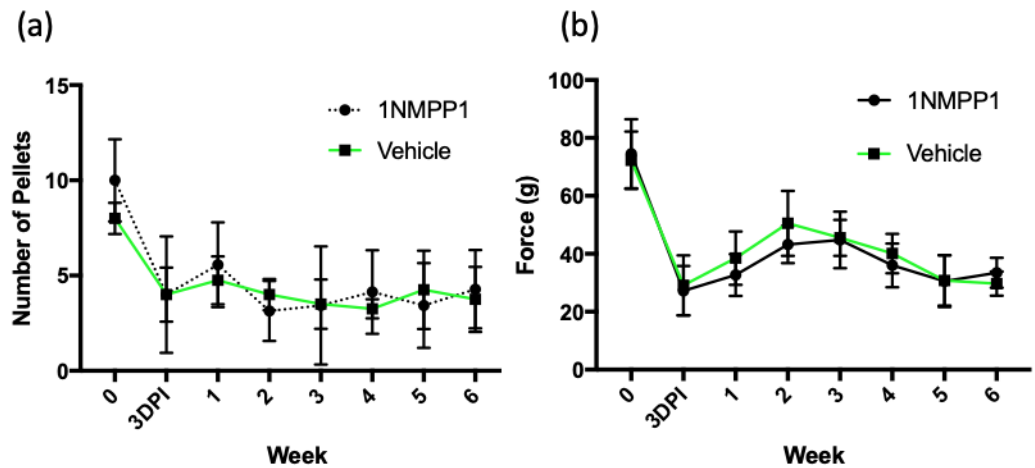 (a)
15
10
5
0
Number of Pellets
1NMPP1
Vehicle
0 3DPI 1 2 3 4 5 6
Week
(b)
100
80
60
40
20
0
Force (g)
1NMPP1
Vehicle
0 3DPI 1 2 3 4 5 6
Week